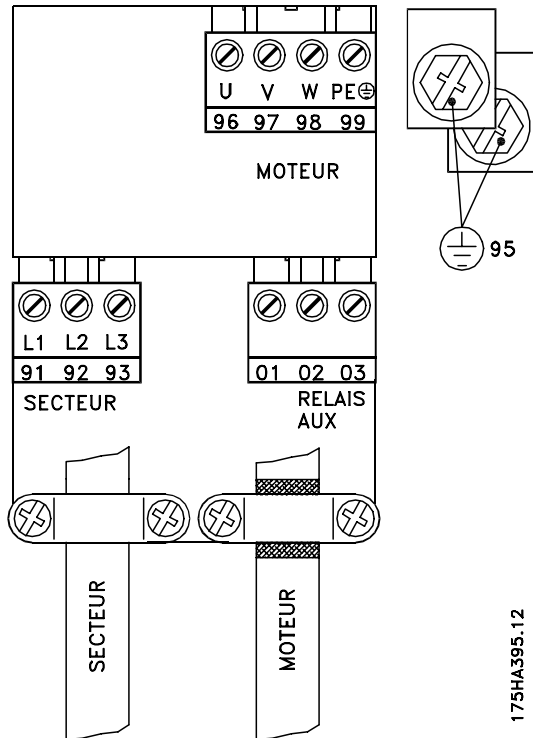 U V W PE
96 97 98 99
MOTEUR
95
L1 L2 L3
91 92 93
SECTEUR
01 02 03
RELAIS
AUX
SECTEUR
MOTEUR
175HA395.12